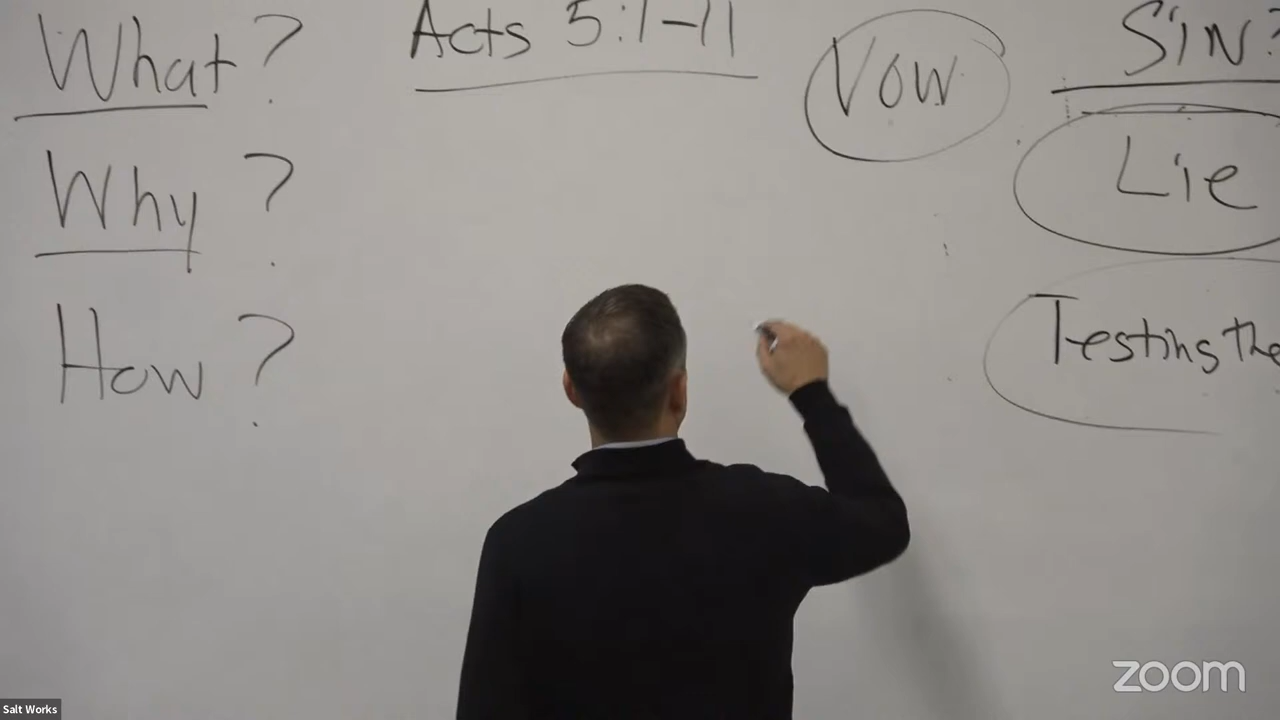 What?
Why?
How?
Acts 5:1-11
Vow
Sin?
Lie
Testing the
Salt Works
zoom